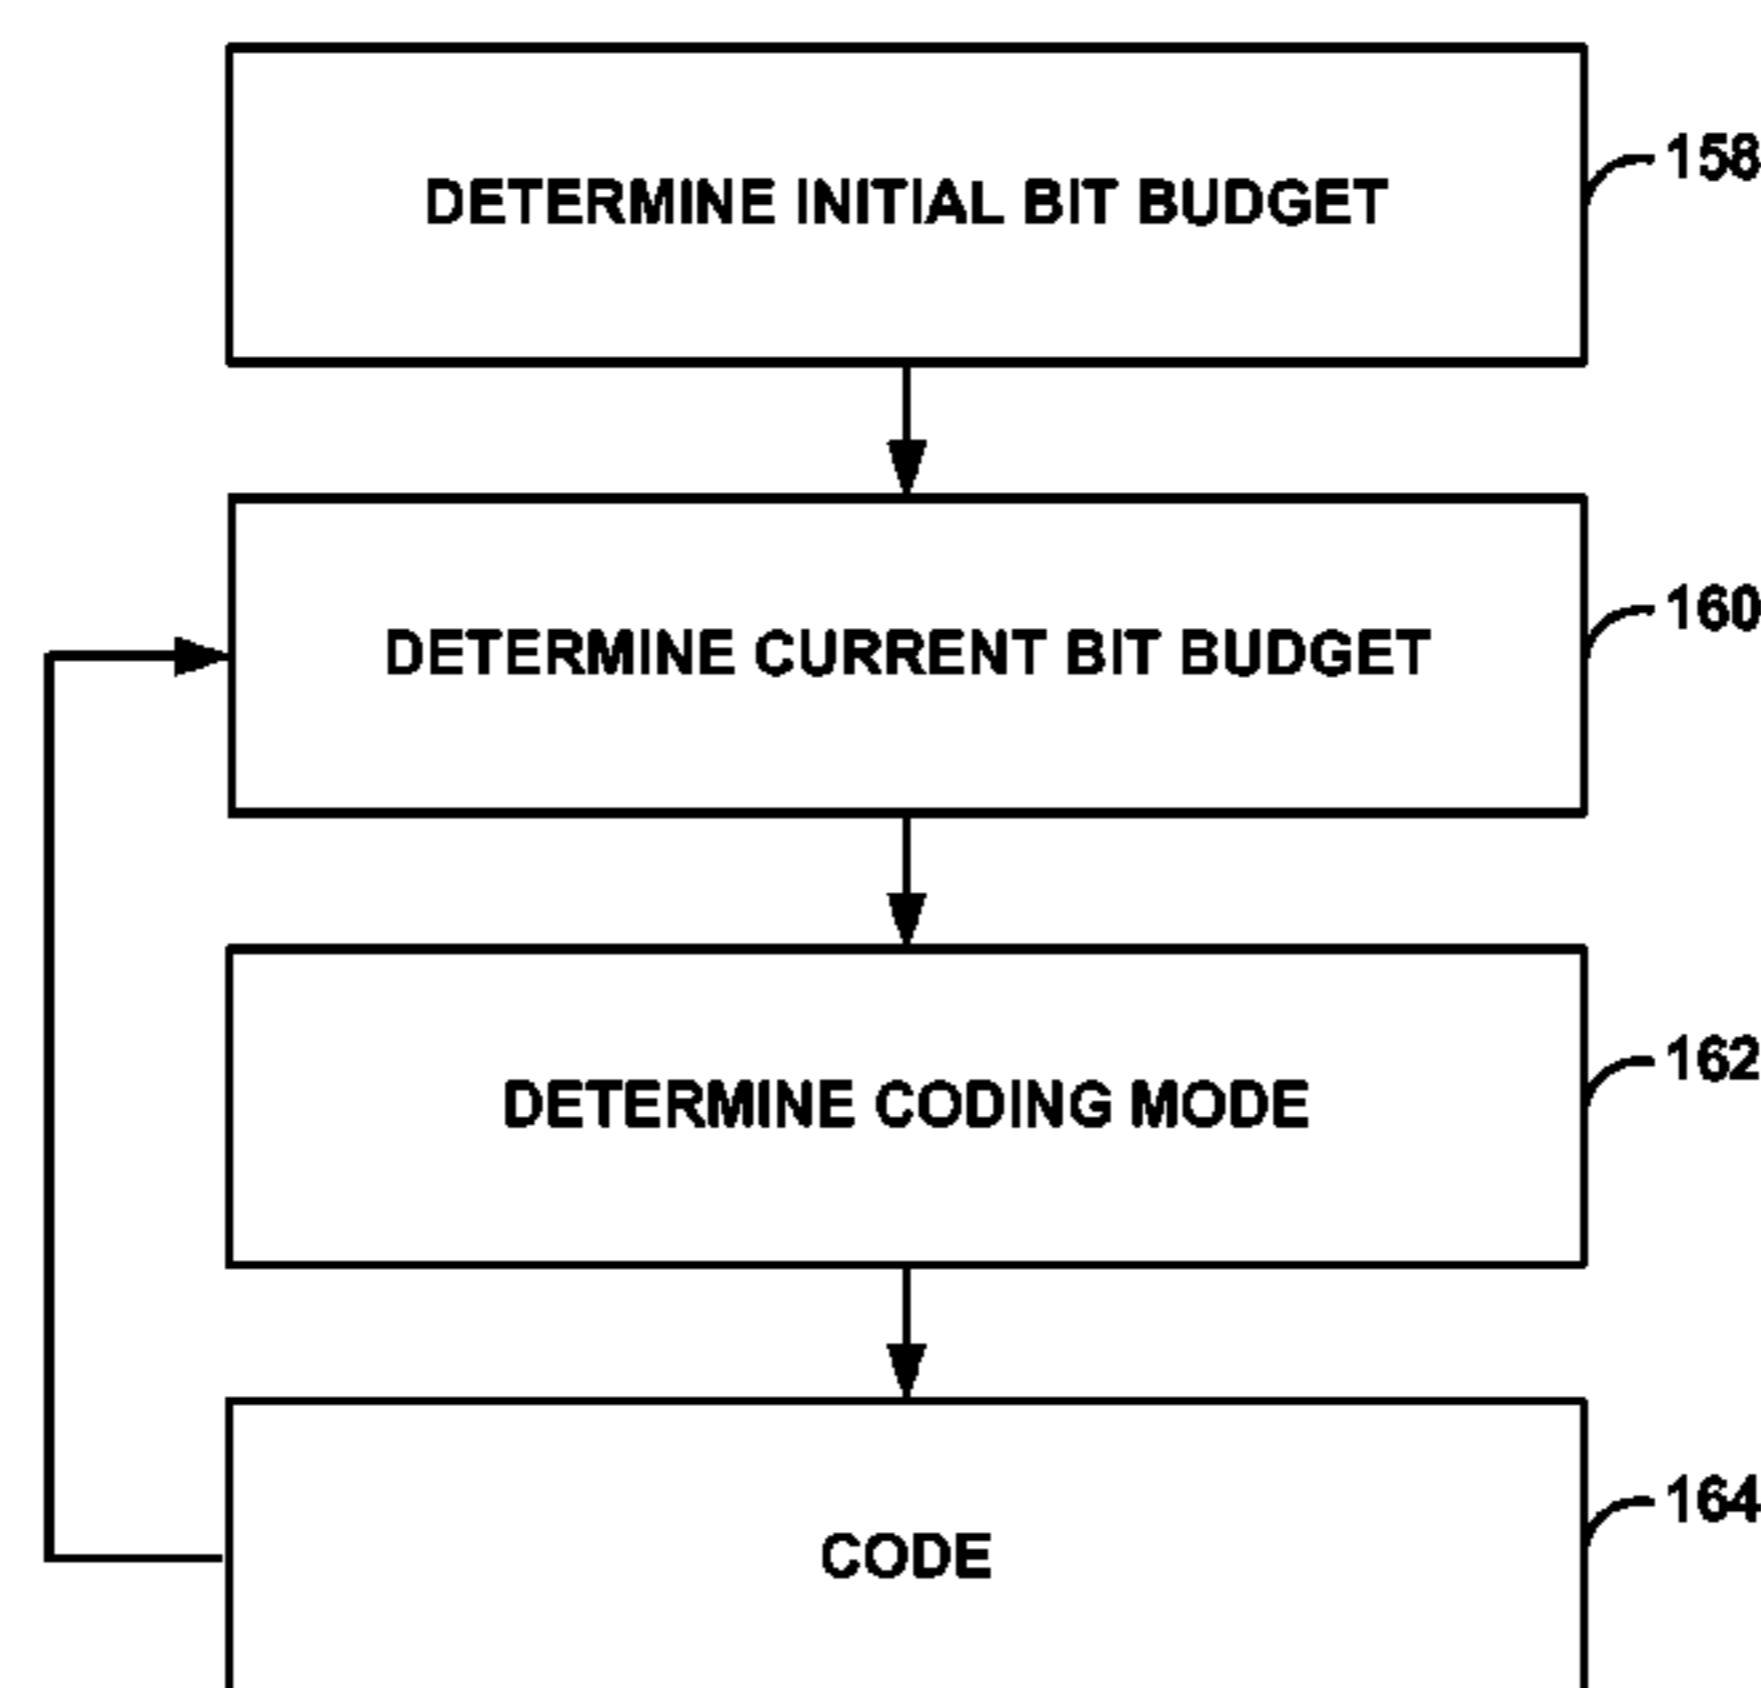 DETERMINE INITIAL BIT BUDGET
158
DETERMINE CURRENT BIT BUDGET
160
DETERMINE CODING MODE
162
CODE
164